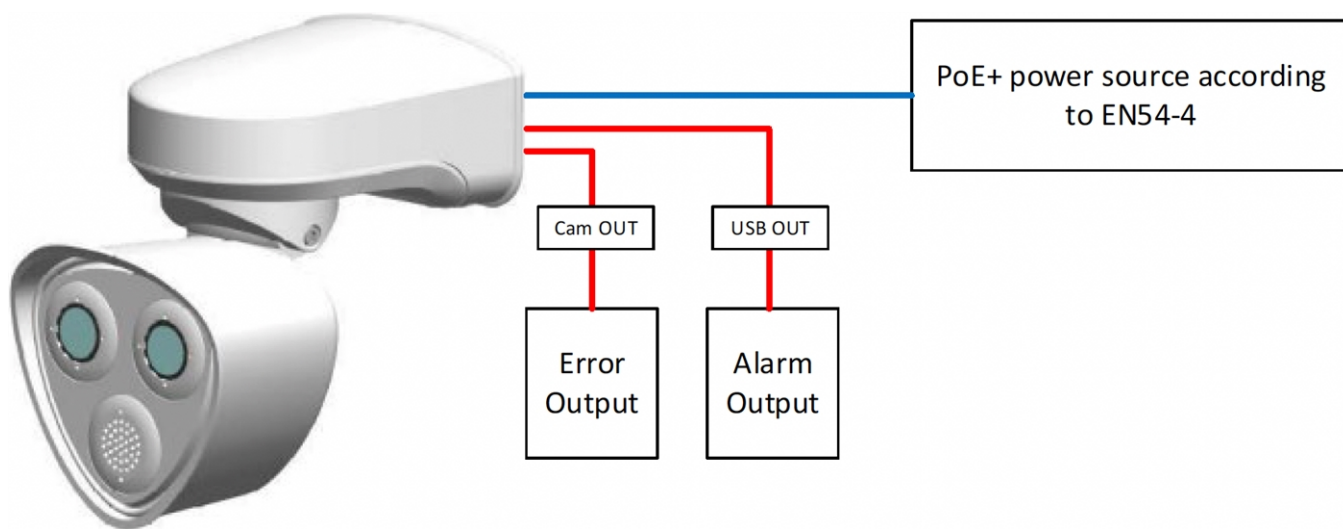 PoE+ power source according
to EN54-4
Cam OUT
USB OUT
Error
Output
Alarm
Output